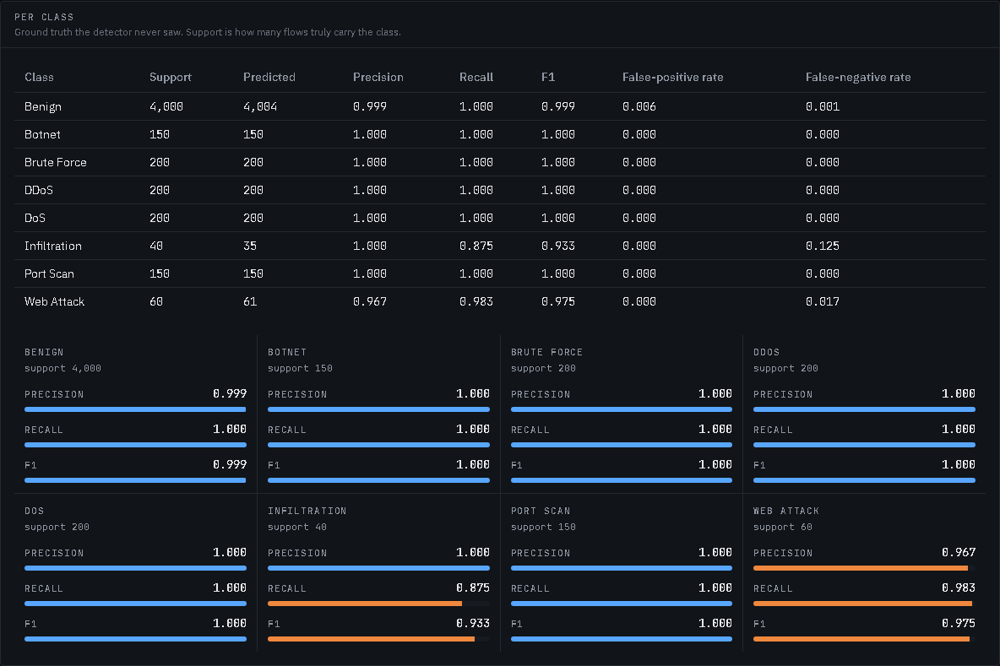 PER CLASS
Ground truth the detector never saw. Support is how many flows truly carry the class.
Class Support Predicted Precision Recall F1 False-positive rate False-negative rate
Benign 4,000 4,004 0.999 1.000 0.999 0.006 0.001
Botnet 150 150 1.000 1.000 1.000 0.000 0.000
Brute Force 200 200 1.000 1.000 1.000 0.000 0.000
DDoS 200 200 1.000 1.000 1.000 0.000 0.000
DoS 200 200 1.000 1.000 1.000 0.000 0.000
Infiltration 40 35 1.000 0.875 0.933 0.000 0.125
Port Scan 150 150 1.000 1.000 1.000 0.000 0.000
Web Attack 60 61 0.967 0.983 0.975 0.000 0.017
BENIGN
support 4,000
PRECISION 0.999
RECALL 1.000
F1 0.999
BOTNET
support 150
PRECISION 1.000
RECALL 1.000
F1 1.000
BRUTE FORCE
support 200
PRECISION 1.000
RECALL 1.000
F1 1.000
DDOS
support 200
PRECISION 1.000
RECALL 1.000
F1 1.000
DOS
support 200
PRECISION 1.000
RECALL 1.000
F1 1.000
INFILTRATION
support 40
PRECISION 1.000
RECALL 0.875
F1 0.933
PORT SCAN
support 150
PRECISION 1.000
RECALL 1.000
F1 1.000
WEB ATTACK
support 60
PRECISION 0.967
RECALL 0.983
F1 0.975